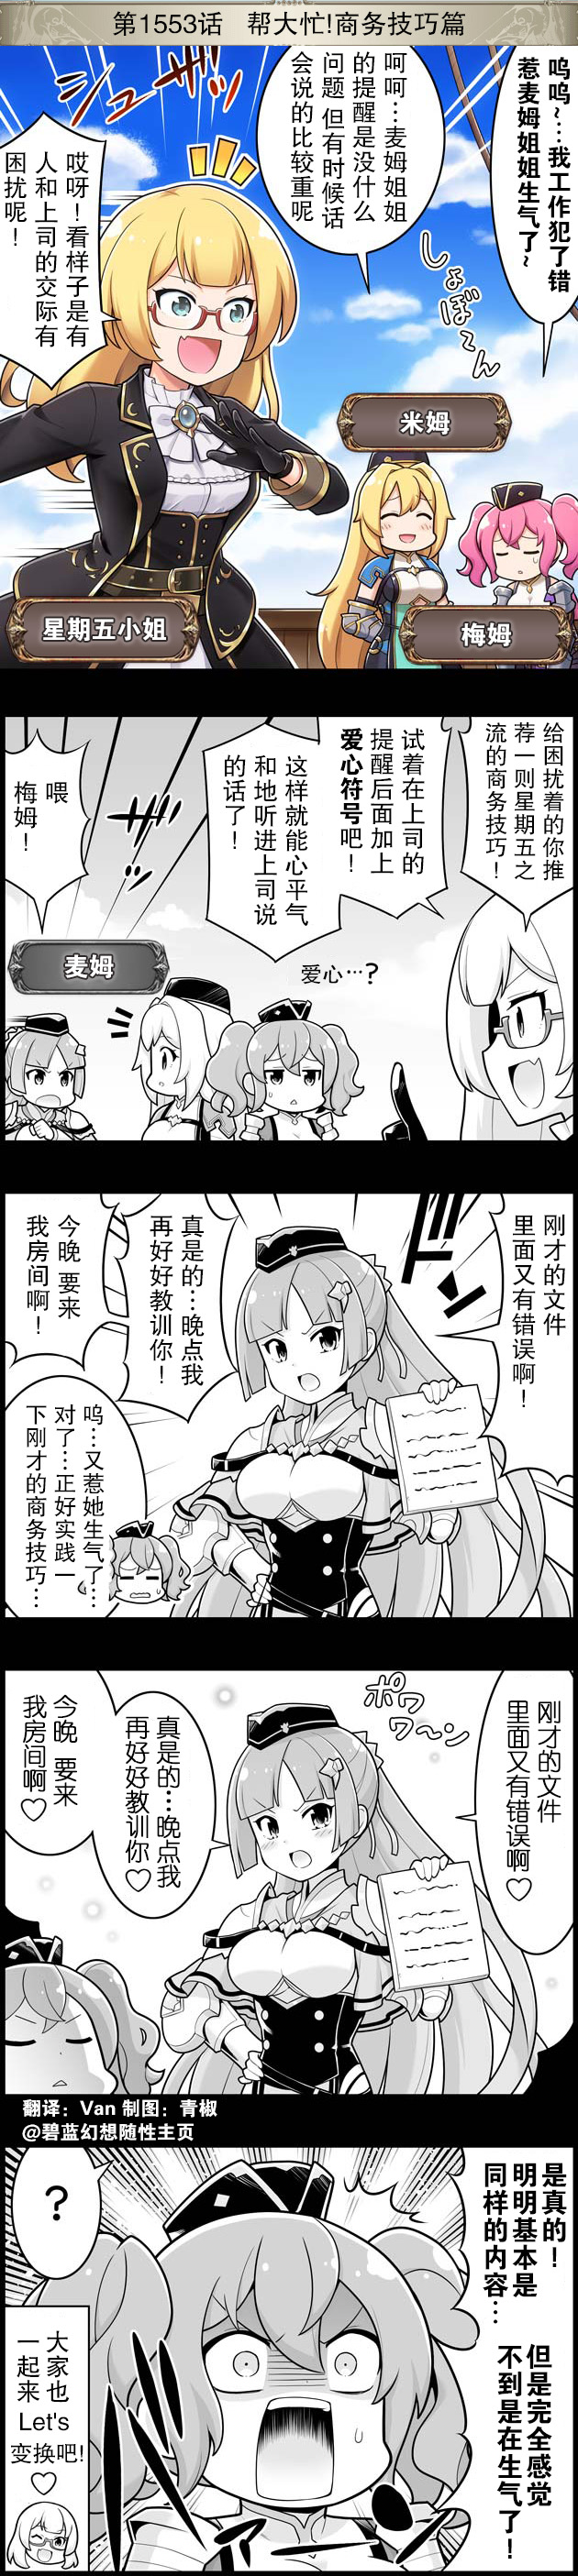 第1553话　帮大忙!商务技巧篇
呜呜~…我工作犯了错
惹麦姆姐姐生气了~
呵呵…麦姆姐姐
的提醒是没什么
问题 但有时候话
会说的比较重呢
シュザッ
しょぼてん
哎呀！看样子是有
人和上司的交际有
困扰呢！
米姆
星期五小姐
梅姆
给困扰着的你推
荐一则星期五之
流的商务技巧！
试着在上司的
提醒后面加上
爱心符号吧！
这样就能心平气
和地听进上司说
的话了！
喂
梅姆！
麦姆
爱心…?
刚才的文件
里面又有错误啊！
真是的…晚点我
再好好教训你！
今晚 要来
我房间啊！
呜…又惹她生气了…
对了…正好实践一
下刚才的商务技巧…
ポワワ〜ン
刚才的文件
里面又有错误啊♡
真是的…晚点我
再好好教训你♡
今晚 要来
我房间啊♡
翻译：Van 制图：青椒
@碧蓝幻想随性主页
是真的！
明明基本是
同样的内容…
但是完全感觉
不到是在生气了！
？
大家也
一起来
Let's
变换吧!
♡